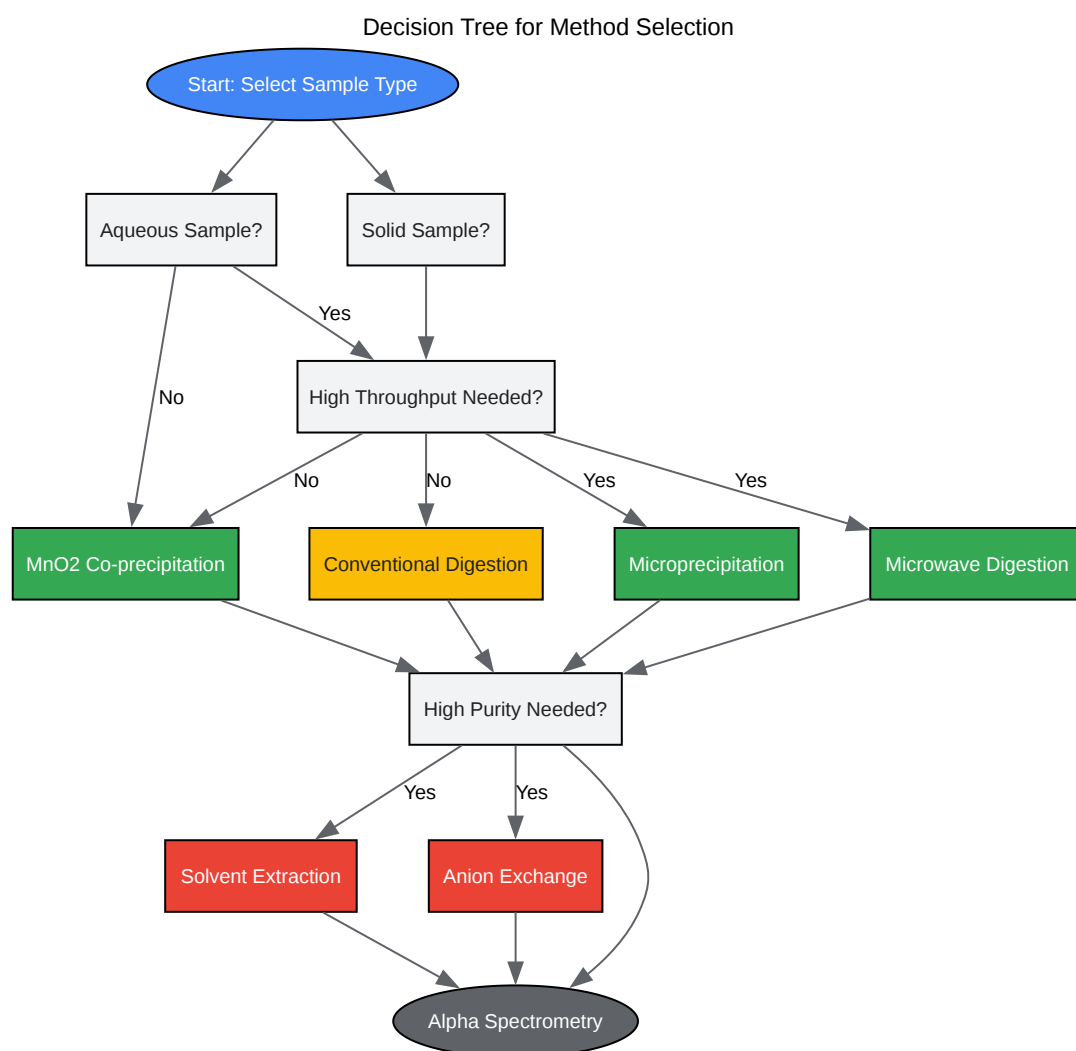 Decision Tree for Method Selection
Start: Select Sample Type
Aqueous Sample?
Solid Sample?
Yes
No
High Throughput Needed?
No
No
Yes
Yes
MnO2 Co-precipitation
Conventional Digestion
Microprecipitation
Microwave Digestion
High Purity Needed?
Yes
Yes
Solvent Extraction
Anion Exchange
Alpha Spectrometry